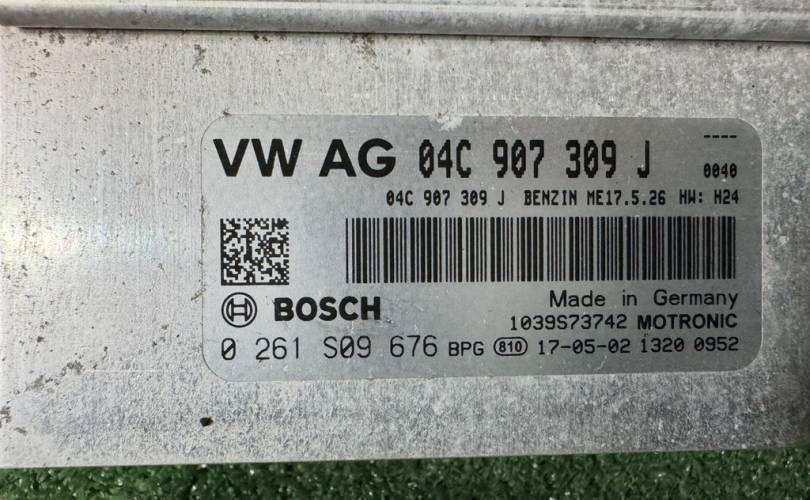 VW AG 04C 907 309 J
----
0040
04C 907 309 J BENZIN ME17.5.26 HW: H24
BOSCH
Made in Germany
1039S73742 MOTRONIC
0 261 S09 676 BPG 810 17-05-02 1320 0952